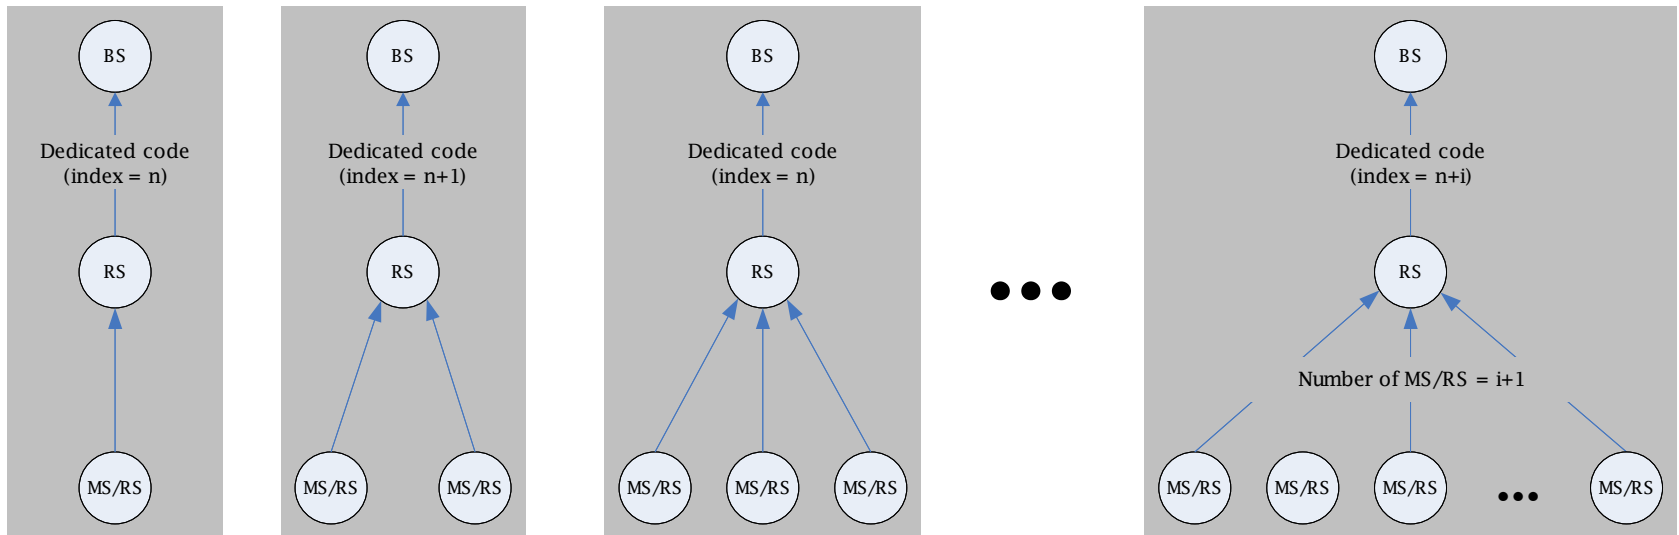 BS
Dedicated code
(index = n)
RS
MS/RS
BS
Dedicated code
(index = n+1)
RS
MS/RS MS/RS
BS
Dedicated code
(index = n)
RS
MS/RS MS/RS MS/RS
BS
Dedicated code
(index = n+i)
RS
Number of MS/RS = i+1
MS/RS MS/RS MS/RS ••• MS/RS